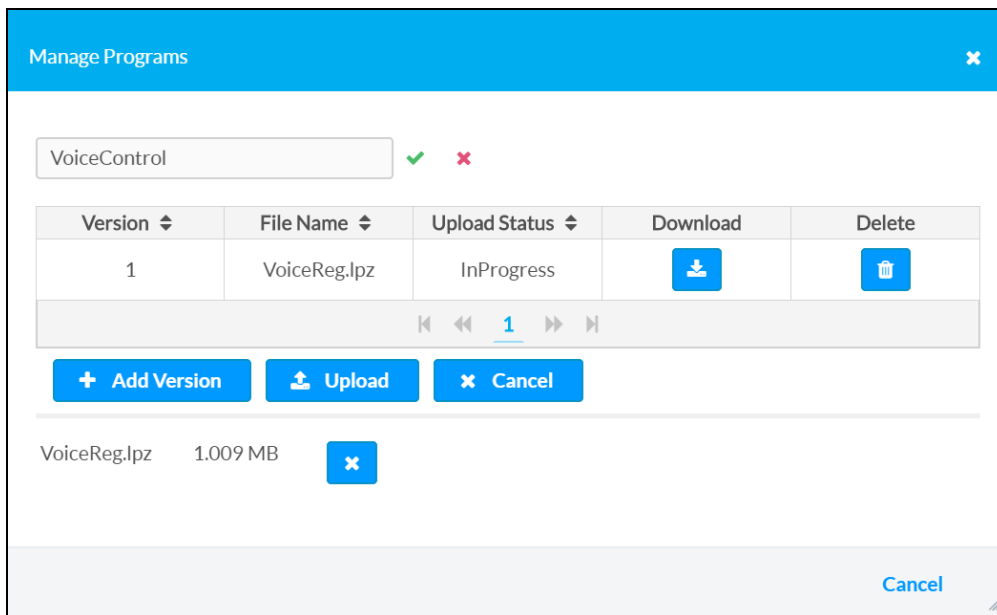 Manage Programs
VoiceControl
Version File Name Upload Status Download Delete
1 VoiceReg.lpz InProgress
1
Add Version Upload Cancel
VoiceReg.lpz 1.009 MB
Cancel